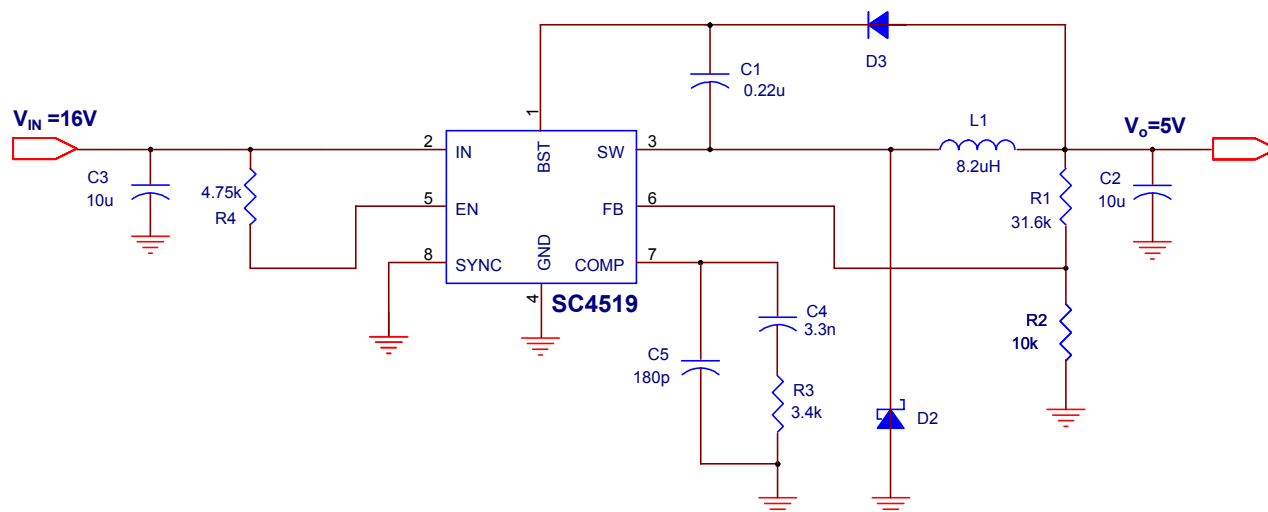 D3
C1
0.22u
1
V_IN =16V
L1
V_o=5V
2
IN
BST
SW
3
8.2uH
C3
10u
4.75k
R4
5
EN
FB
6
R1
31.6k
C2
10u
8
SYNC
GND
COMP
7
4
SC4519
C4
3.3n
R2
10k
C5
180p
R3
3.4k
D2